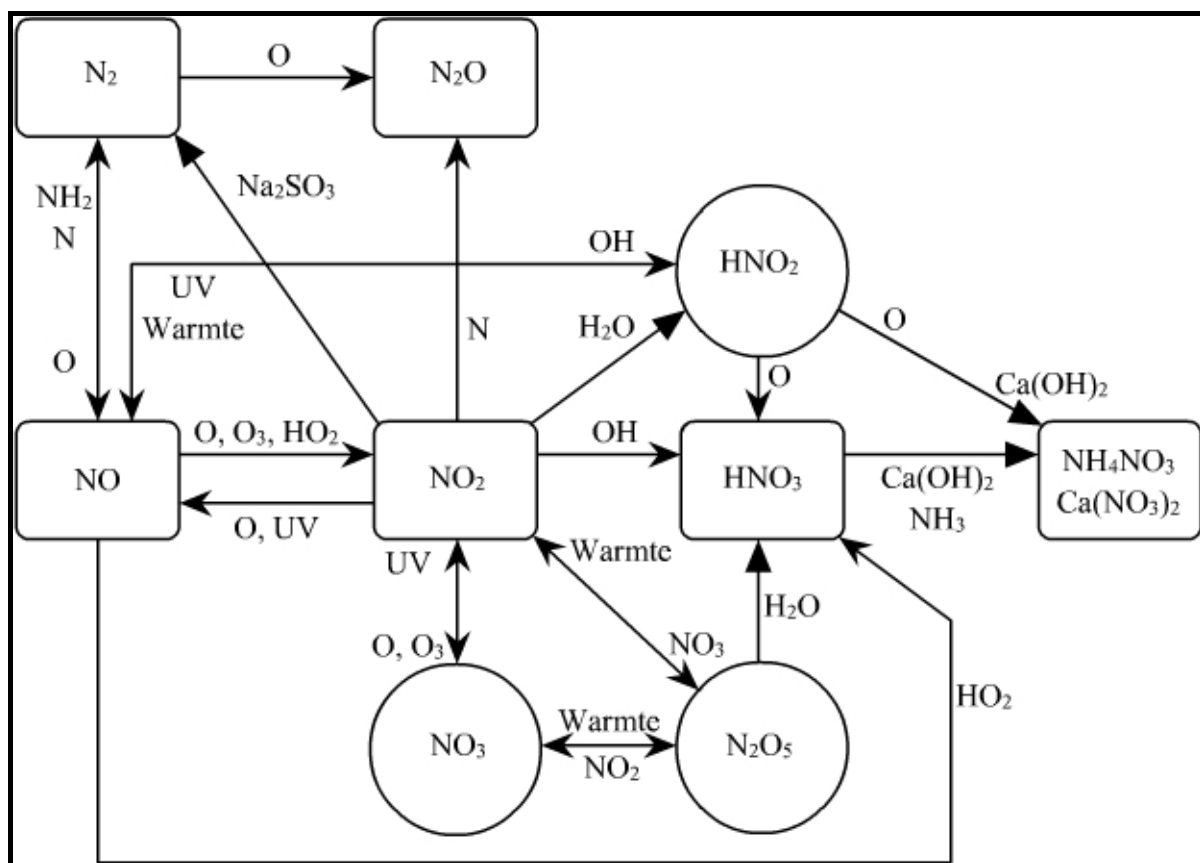 N₂
O
N₂O
NH₂
N
Na₂SO₃
OH
HNO₂
UV
Warmte
H₂O
O
N
O
O
Ca(OH)₂
NO
O, O₃, HO₂
NO₂
OH
HNO₃
Ca(OH)₂
NH₃
NH₄NO₃
Ca(NO₃)₂
O, UV
UV
Warmte
H₂O
O, O₃
NO₃
HO₂
NO₃
Warmte
NO₂
N₂O₅